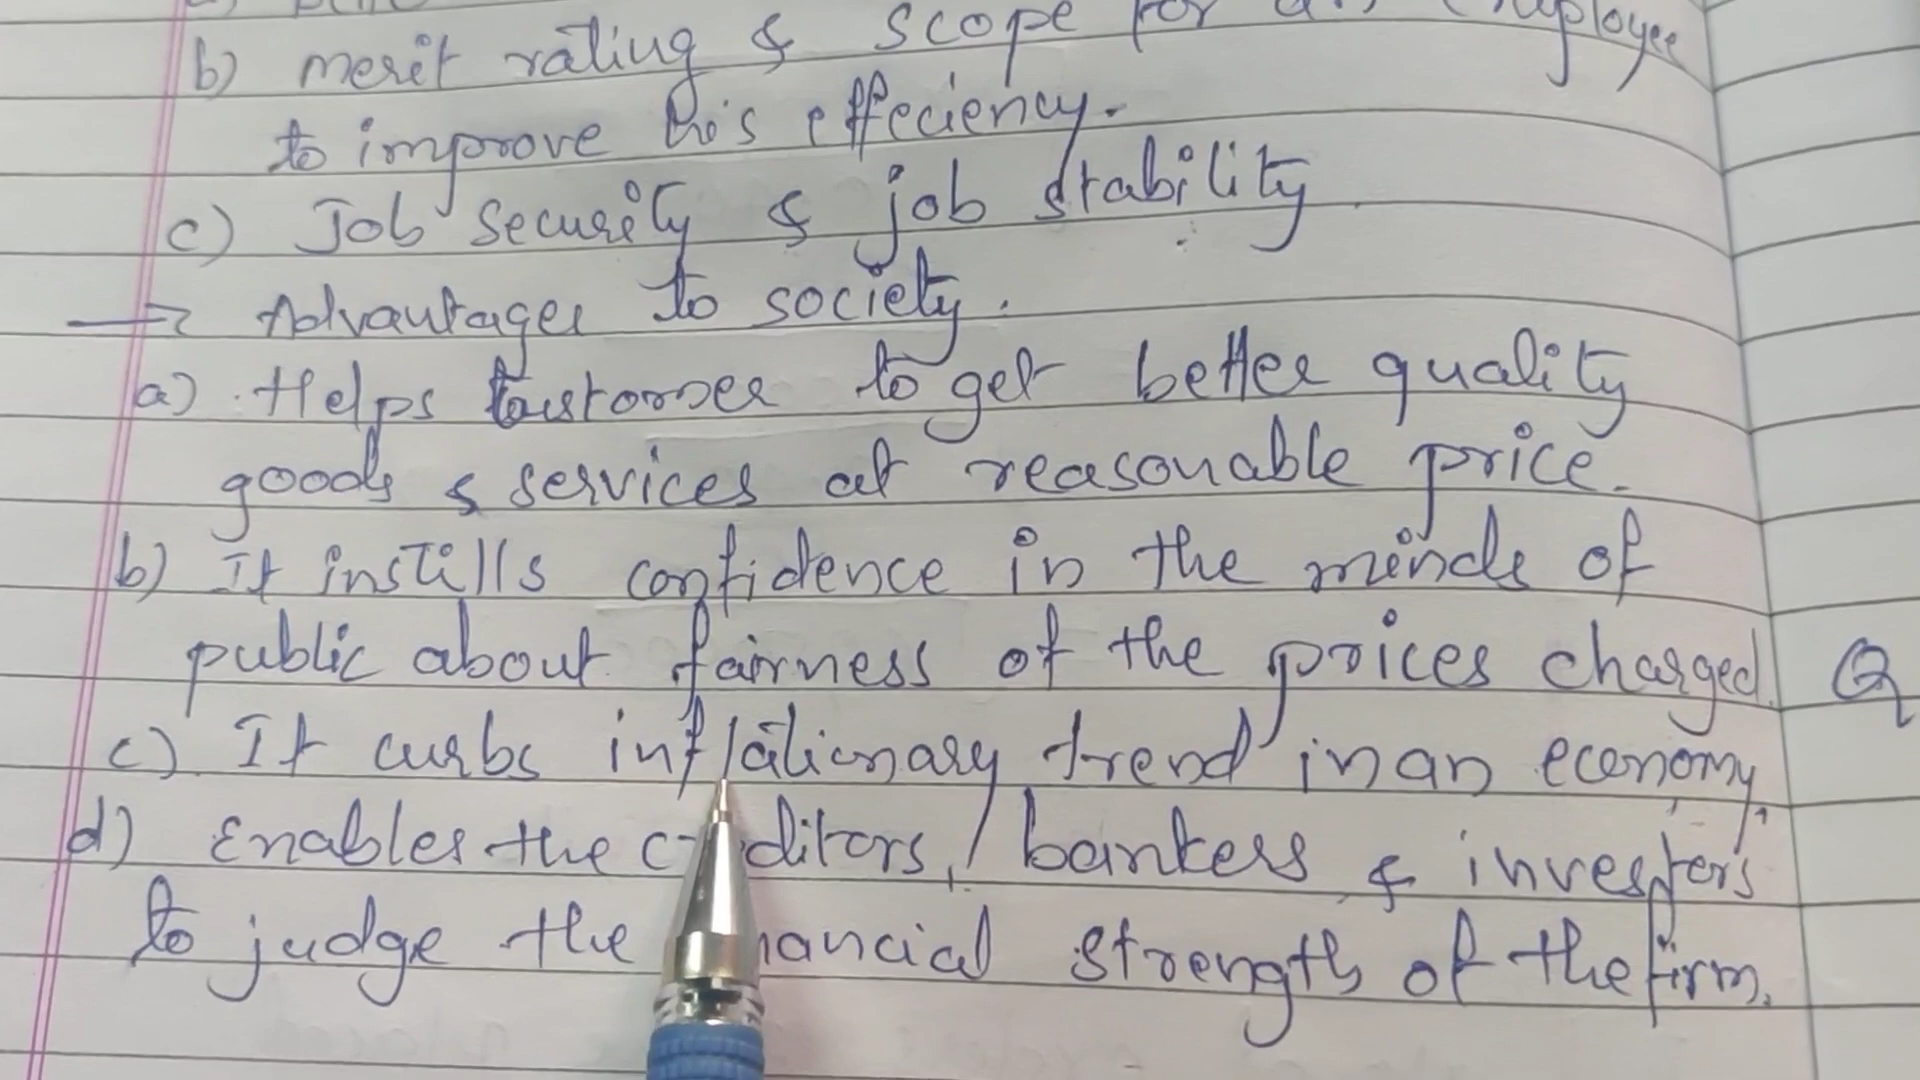 b) merit rating & scope for an employee
to improve his effeciency.
c) Job security & job stability
→ Advantages to society.
a) Helps customer to get better quality
goods & services at reasonable price.
b) It instills confidence in the minds of
public about fairness of the prices charged.
c) It curbs inflationary trend in an economy.
d) Enables the creditors, bankers & investors
to judge the financial strength of the firm.
Q